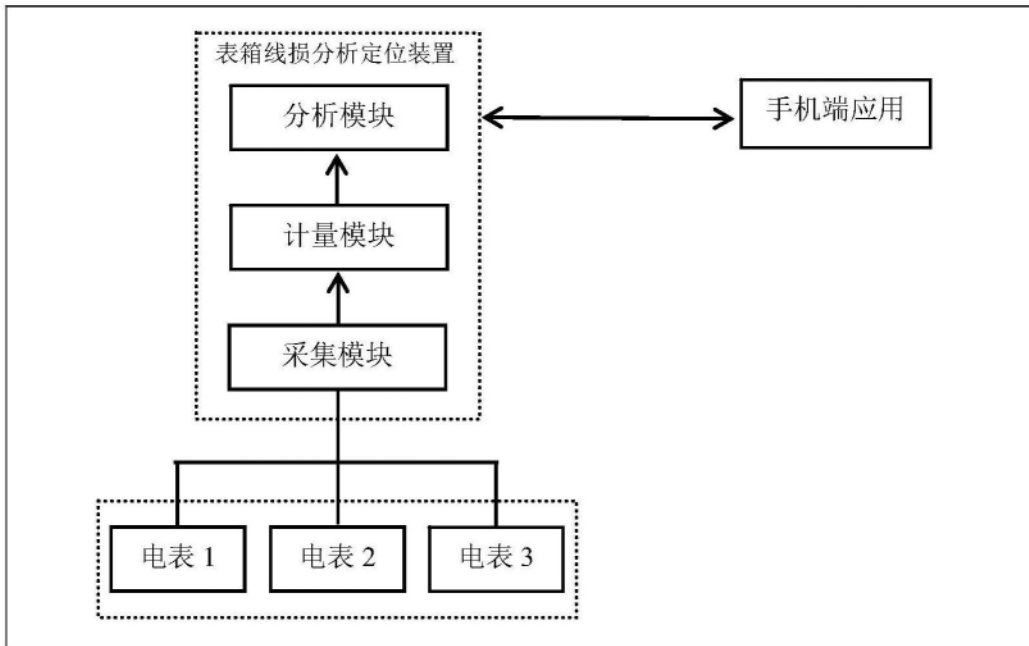 表箱线损分析定位装置
分析模块
手机端应用
计量模块
采集模块
电表 1
电表 2
电表 3